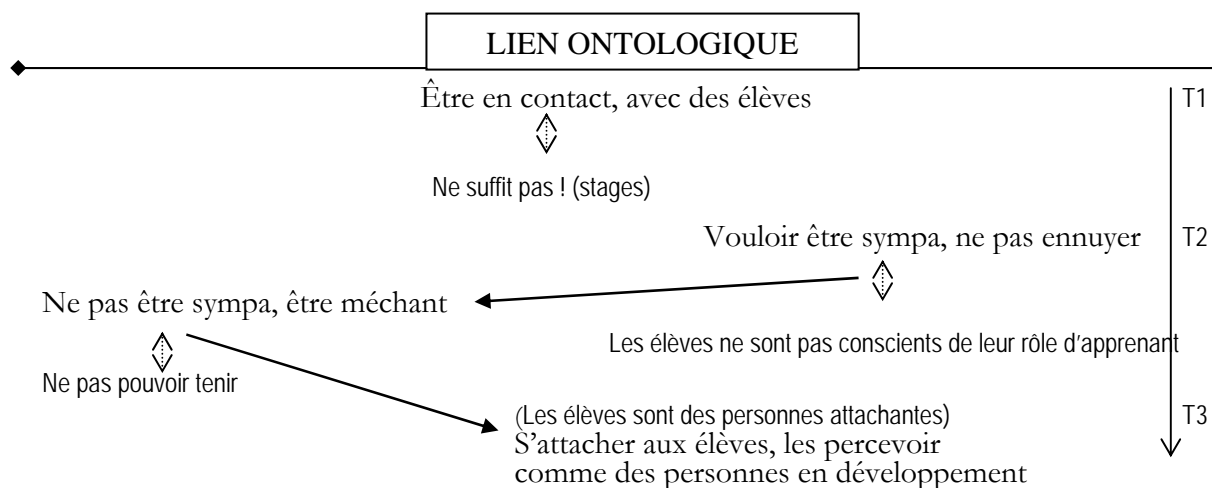 LIEN ONTOLOGIQUE
Être en contact, avec des élèves
T1
Ne suffit pas ! (stages)
Vouloir être sympa, ne pas ennuyer
T2
Ne pas être sympa, être méchant
Les élèves ne sont pas conscients de leur rôle d’apprenant
Ne pas pouvoir tenir
(Les élèves sont des personnes attachantes)
T3
S’attacher aux élèves, les percevoir
comme des personnes en développement